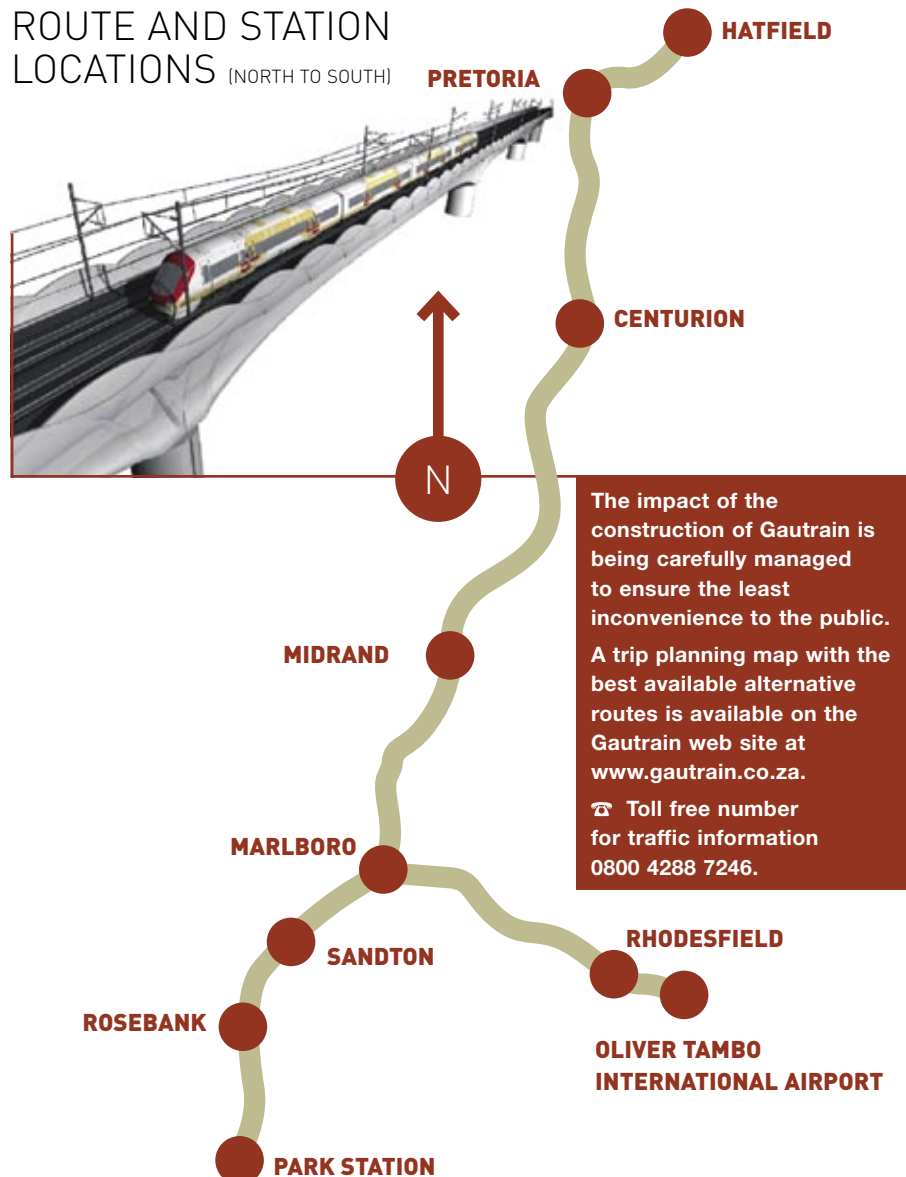 ROUTE AND STATION
LOCATIONS (NORTH TO SOUTH)
HATFIELD
PRETORIA
CENTURION
N
The impact of the
construction of Gautrain is
being carefully managed
to ensure the least
inconvenience to the public.
A trip planning map with the
best available alternative
routes is available on the
Gautrain web site at
www.gautrain.co.za.
☎ Toll free number
for traffic information
0800 4288 7246.
MIDRAND
MARLBORO
SANDTON
RHODESFIELD
ROSEBANK
OLIVER TAMBO
INTERNATIONAL AIRPORT
PARK STATION